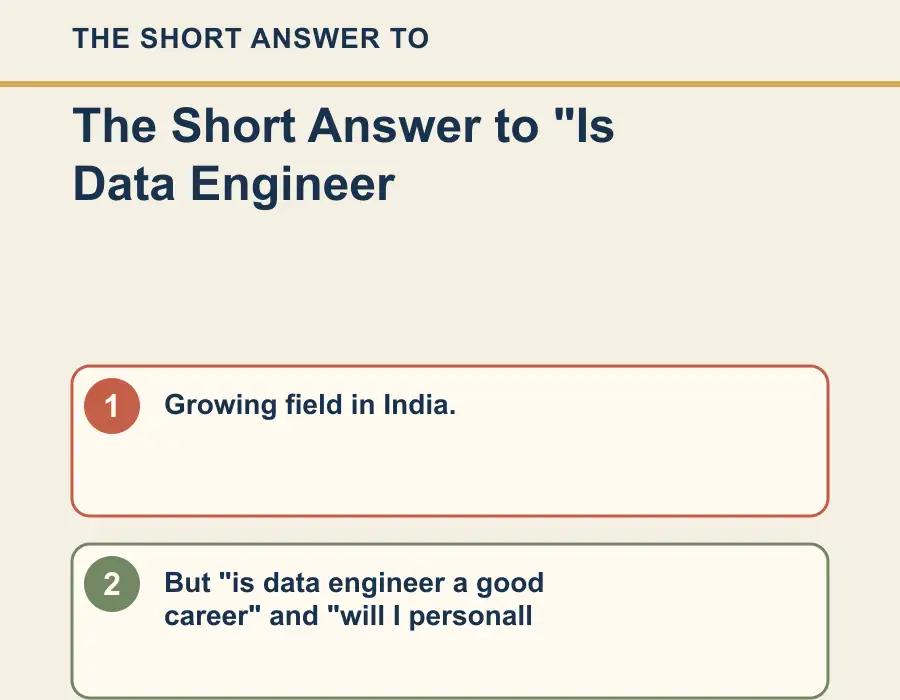 THE SHORT ANSWER TO
The Short Answer to "Is
Data Engineer
1
Growing field in India.
2
But "is data engineer a good
career" and "will I personall